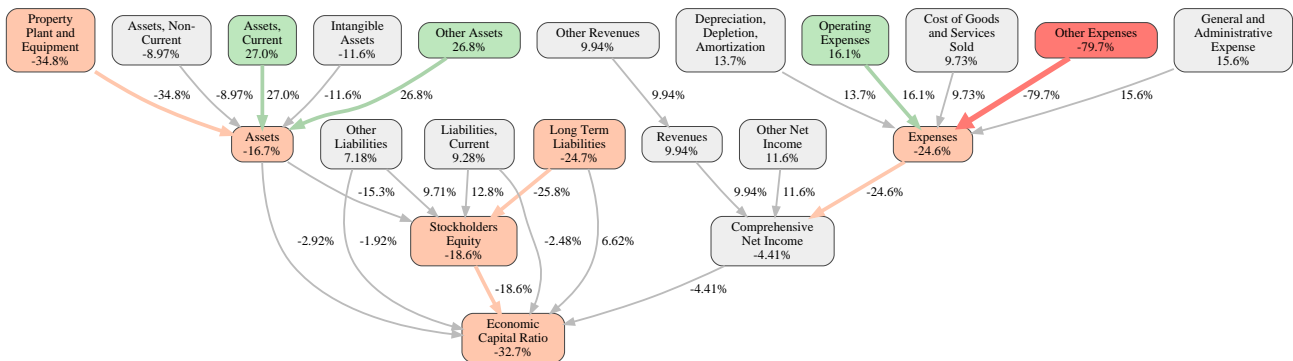 Property
Plant and
Equipment
-34.8%
Assets, Non-
Current
-8.97%
Assets,
Current
27.0%
Intangible
Assets
-11.6%
Other Assets
26.8%
Other Revenues
9.94%
Depreciation,
Depletion,
Amortization
13.7%
Operating
Expenses
16.1%
Cost of Goods
and Services
Sold
9.73%
Other Expenses
-79.7%
General and
Administrative
Expense
15.6%
-34.8%
-8.97%
27.0%
-11.6%
26.8%
9.94%
13.7%
16.1%
9.73%
-79.7%
15.6%
Assets
-16.7%
Other
Liabilities
7.18%
Liabilities,
Current
9.28%
Long Term
Liabilities
-24.7%
Revenues
9.94%
Other Net
Income
11.6%
Expenses
-24.6%
-15.3%
9.71%
12.8%
-25.8%
9.94%
11.6%
-24.6%
Stockholders
Equity
-18.6%
Comprehensive
Net Income
-4.41%
-2.92%
-1.92%
-2.48%
6.62%
-18.6%
-4.41%
Economic
Capital Ratio
-32.7%